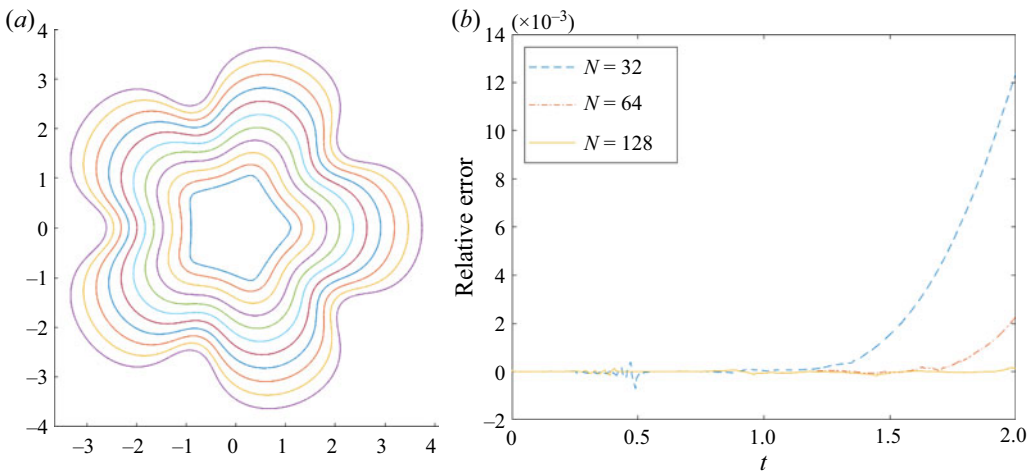 (a)
4
3
2
1
0
–1
–2
–3
–4
–3 –2 –1 0 1 2 3 4
(b)
(×10–3)
14
12
10
8
6
4
2
0
–2
Relative error
N = 32
N = 64
N = 128
0 0.5 1.0 1.5 2.0
t